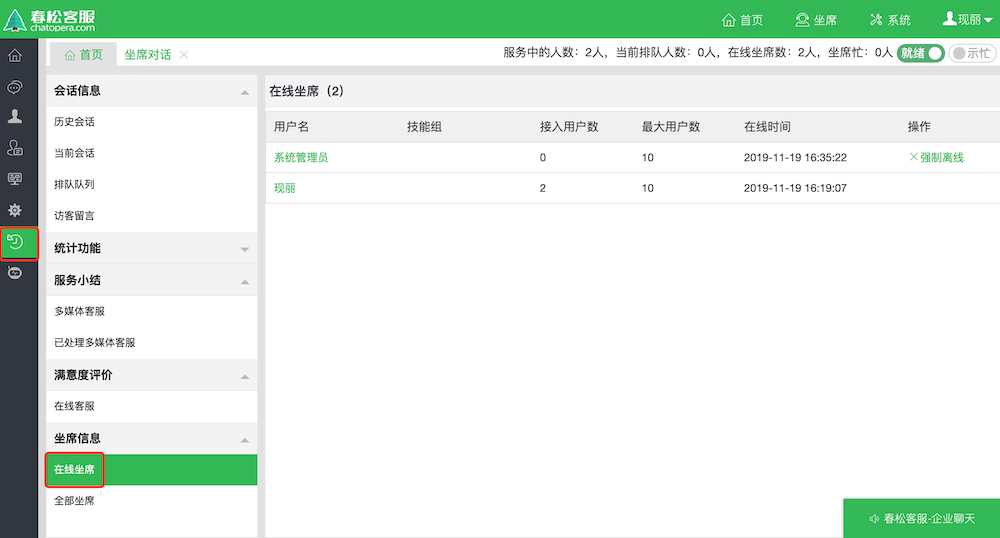 春松客服
chatopera.com
首页 坐席 系统 现丽
首页 坐席对话
服务中的人数：2人，当前排队人数：0人，在线坐席数：2人，坐席忙：0人 就绪 示忙
会话信息
历史会话
当前会话
排队队列
访客留言
统计功能
服务小结
多媒体客服
已处理多媒体客服
满意度评价
在线客服
坐席信息
在线坐席
全部坐席
在线坐席（2）
用户名 技能组 接入用户数 最大用户数 在线时间 操作
系统管理员 0 10 2019-11-19 16:35:22 强制离线
现丽 2 10 2019-11-19 16:19:07
春松客服-企业聊天